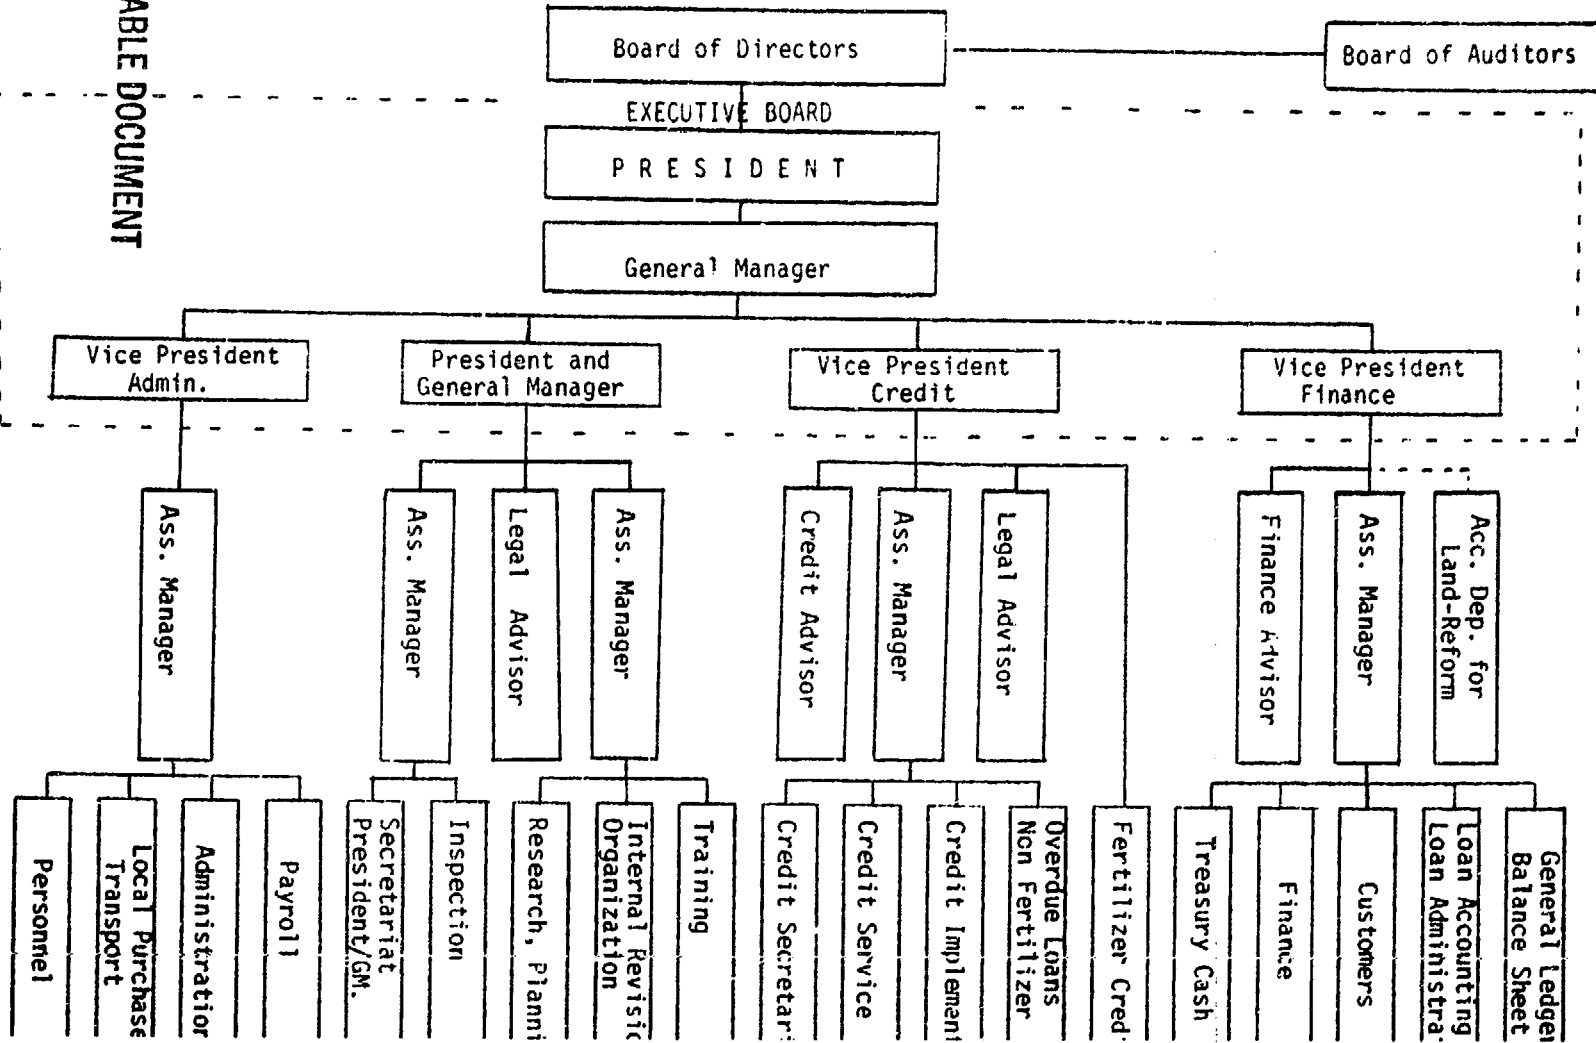 ABLE DOCUMENT
Board of Directors
Board of Auditors
EXECUTIVE BOARD
PRESIDENT
General Manager
Vice President
Admin.
President and
General Manager
Vice President
Credit
Vice President
Finance
Ass. Manager
Ass. Manager
Legal Advisor
Ass. Manager
Credit Advisor
Ass. Manager
Legal Advisor
Finance Advisor
Ass. Manager
Acc. Dep. for
Land-Reform
Personnel
Local Purchase
Transport
Administration
Payroll
Secretariat
President/GM.
Inspection
Research, Planni
Internal Revisio
Organization
Training
Credit Secretari
Credit Service
Credit Implement
Overdue Loans
Non Fertilizer
Fertilizer Cred
Treasury Cash
Finance
Customers
Loan Accounting
Loan Administra
General Ledger
Balance Sheet